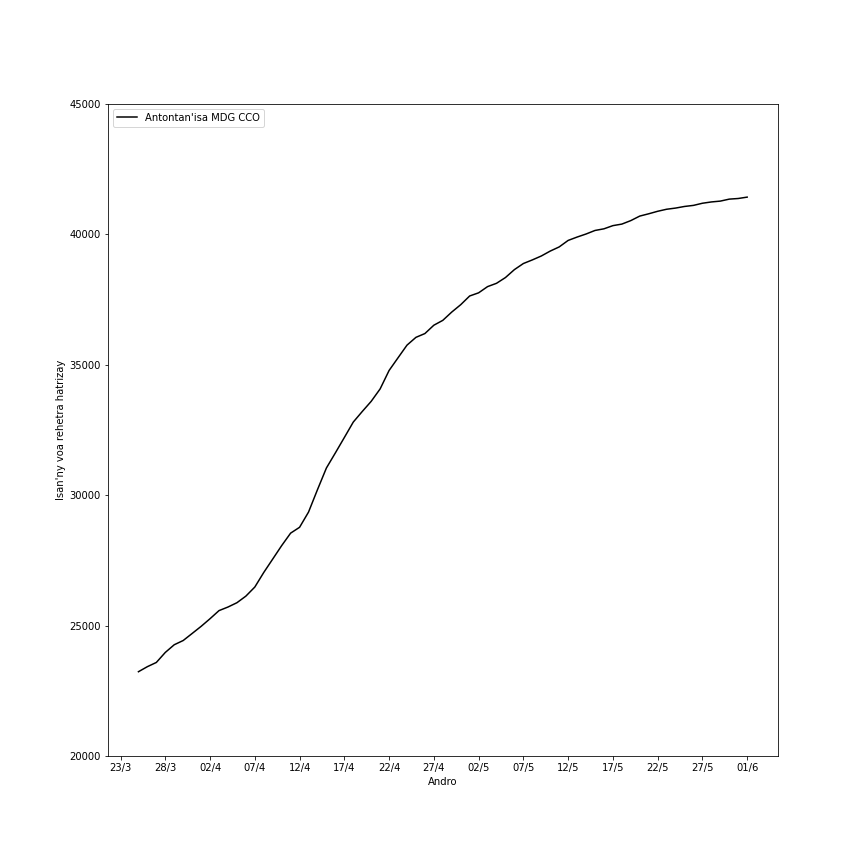 Antontan'isa MDG CCO
45000
40000
35000
30000
25000
20000
Isan'ny voa rehetra hatrizay
23/3 28/3 02/4 07/4 12/4 17/4 22/4 27/4 02/5 07/5 12/5 17/5 22/5 27/5 01/6
Andro